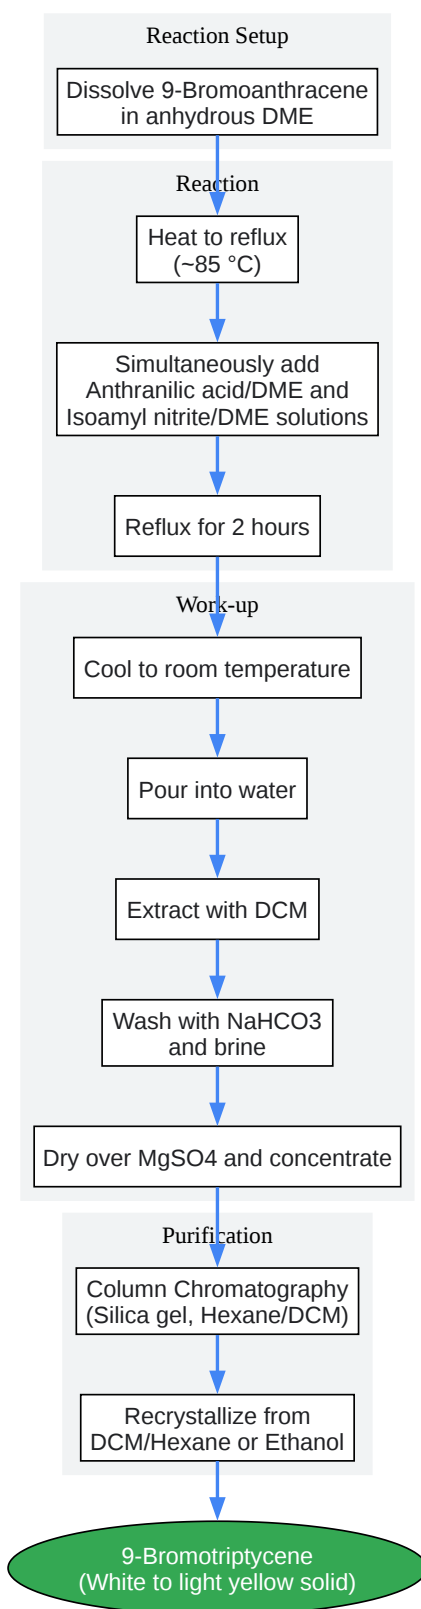 Reaction Setup
Dissolve 9-Bromoanthracene
in anhydrous DME
Reaction
Heat to reflux
(~85 °C)
Simultaneously add
Anthranilic acid/DME and
Isoamyl nitrite/DME solutions
Reflux for 2 hours
Work-up
Cool to room temperature
Pour into water
Extract with DCM
Wash with NaHCO3
and brine
Dry over MgSO4 and concentrate
Purification
Column Chromatography
(Silica gel, Hexane/DCM)
Recrystallize from
DCM/Hexane or Ethanol
9-Bromotriptycene
(White to light yellow solid)